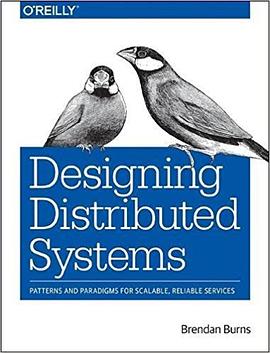 O'REILLY®
Designing
Distributed
Systems
PATTERNS AND PARADIGMS FOR SCALABLE, RELIABLE SERVICES
Brendan Burns